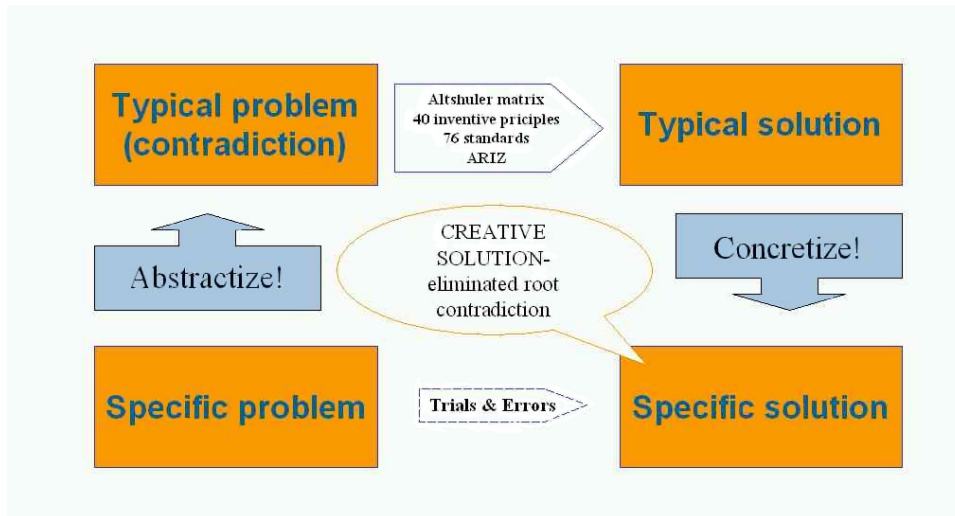 Typical problem
(contradiction)
Altshuler matrix
40 inventive priciples
76 standards
ARIZ
Typical solution
Abstractize!
CREATIVE
SOLUTION-
eliminated root
contradiction
Concretize!
Specific problem
Trials & Errors
Specific solution